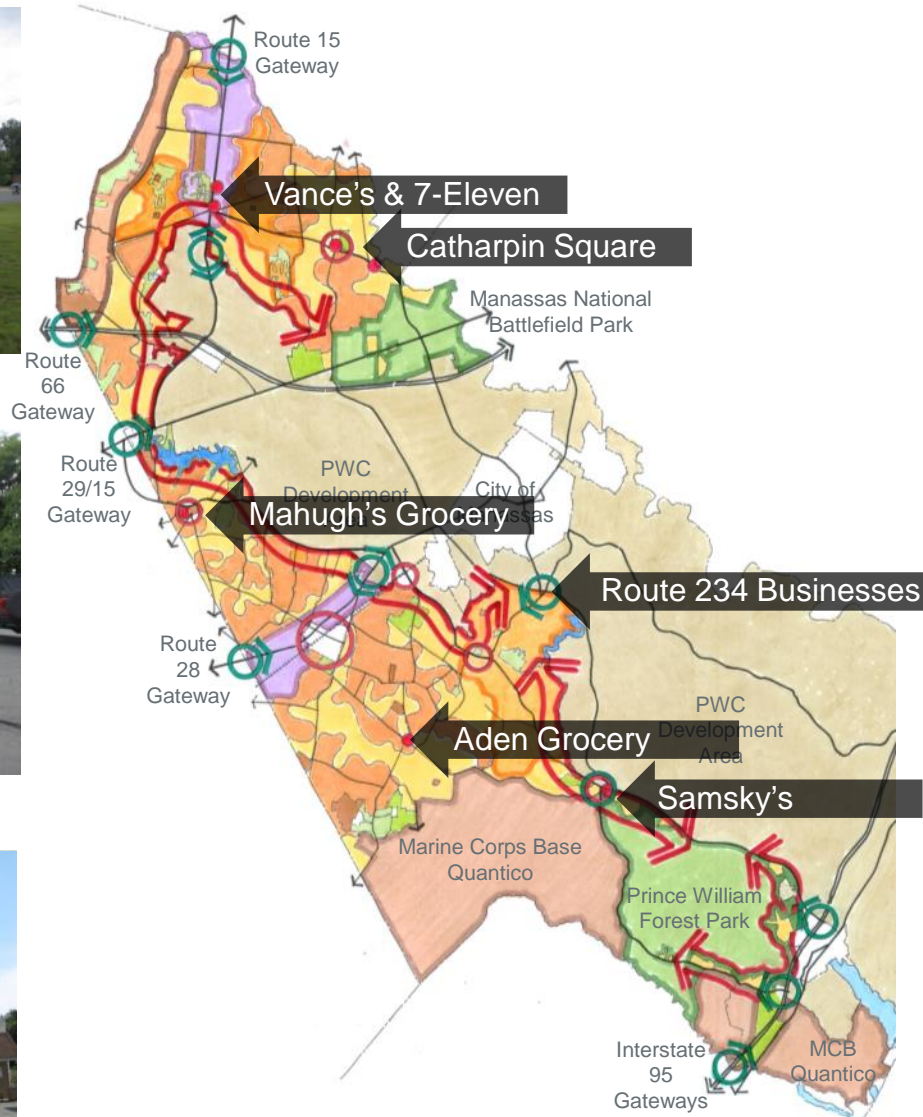 Route 15
Gateway
Vance's & 7-Eleven
Catharpin Square
Manassas National
Battlefield Park
Route
66
Gateway
Route
29/15
Gateway
PWC
Development
City of
Mahugh's Grocery
Route 234 Businesses
Route
28
Gateway
PWC
Development
Area
Aden Grocery
Samsky's
Marine Corps Base
Quantico
Prince William
Forest Park
Interstate
95
Gateways
MCB
Quantico